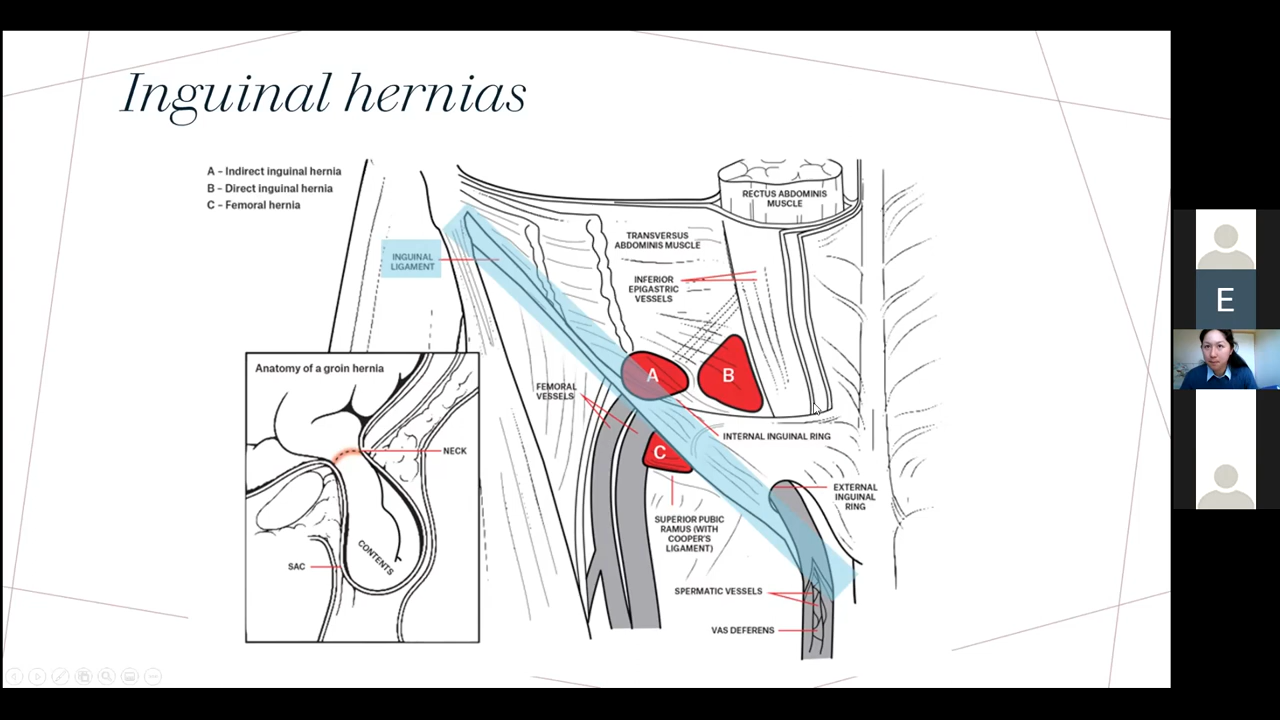 Inguinal hernias
A – Indirect inguinal hernia
B – Direct inguinal hernia
C – Femoral hernia
RECTUS ABDOMINIS
MUSCLE
TRANSVERSUS
ABDOMINIS MUSCLE
INGUINAL
LIGAMENT
INFERIOR
EPIGASTRIC
VESSELS
E
Anatomy of a groin hernia
A
B
FEMORAL
VESSELS
INTERNAL INGUINAL RING
C
NECK
EXTERNAL
INGUINAL
RING
SUPERIOR PUBIC
RAMUS (WITH
COOPER'S
LIGAMENT)
CONTENTS
SAC
SPERMATIC VESSELS
VAS DEFERENS